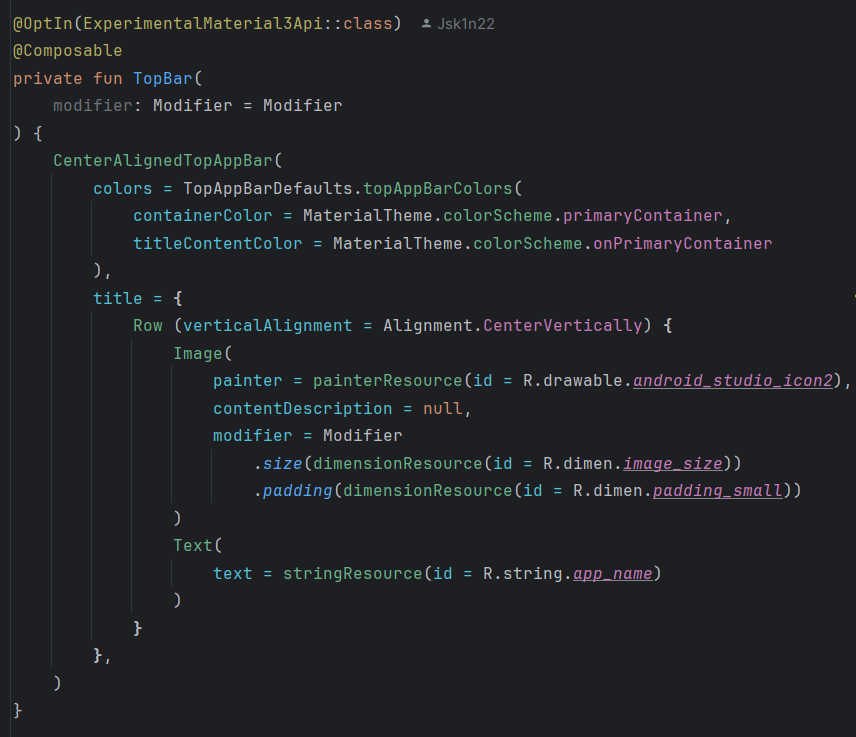 @OptIn(ExperimentalMaterial3Api::class) Jsk1n22
@Composable
private fun TopBar(
    modifier: Modifier = Modifier
) {
    CenterAlignedTopAppBar(
        colors = TopAppBarDefaults.topAppBarColors(
            containerColor = MaterialTheme.colorScheme.primaryContainer,
            titleContentColor = MaterialTheme.colorScheme.onPrimaryContainer
        ),
        title = {
            Row (verticalAlignment = Alignment.CenterVertically) {
                Image(
                    painter = painterResource(id = R.drawable.android_studio_icon2),
                    contentDescription = null,
                    modifier = Modifier
                        .size(dimensionResource(id = R.dimen.image_size))
                        .padding(dimensionResource(id = R.dimen.padding_small))
                )
                Text(
                    text = stringResource(id = R.string.app_name)
                )
            }
        },
    )
}